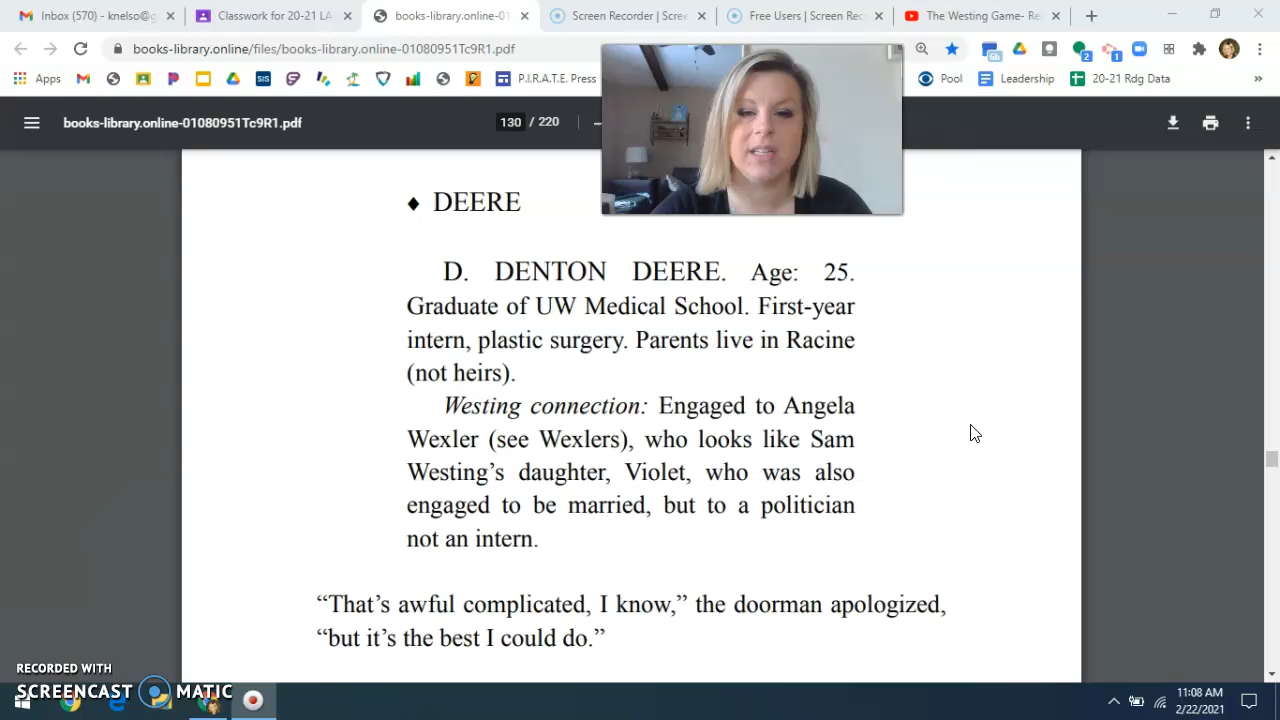 Inbox (570) - knelso@g
Classwork for 20-21 LA
books-library.online-01
Screen Recorder | Scre
Free Users | Screen Rec
The Westing Game- Re
books-library.online/files/books-library.online-01080951Tc9R1.pdf
6h
2
1
Apps
SIS
P.I.R.A.T.E. Press
Pool
Leadership
20-21 Rdg Data
»
books-library.online-01080951Tc9R1.pdf
130 / 220
♦ DEERE
D. DENTON DEERE. Age: 25.
Graduate of UW Medical School. First-year
intern, plastic surgery. Parents live in Racine
(not heirs).
Westing connection: Engaged to Angela
Wexler (see Wexlers), who looks like Sam
Westing’s daughter, Violet, who was also
engaged to be married, but to a politician
not an intern.
“That’s awful complicated, I know,” the doorman apologized,
“but it’s the best I could do.”
RECORDED WITH
SCREENCAST MATIC
11:08 AM
2/22/2021